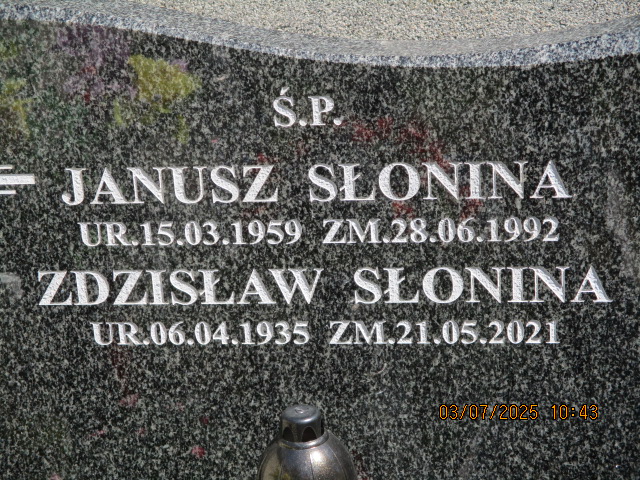 Ś.P.
JANUSZ SŁONINA
UR.15.03.1959 ZM.28.06.1992
ZDZISŁAW SŁONINA
UR.06.04.1935 ZM.21.05.2021
03/07/2025 10:43